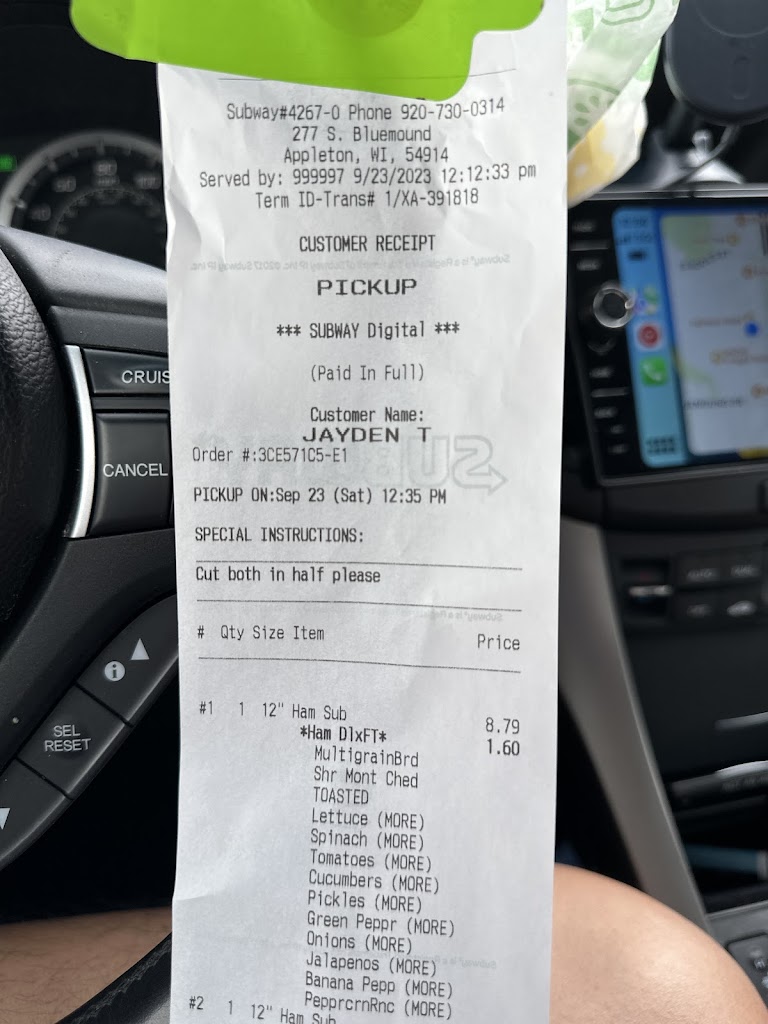 Subway#4267-0 Phone 920-730-0314
277 S. Bluemound
Appleton, WI, 54914
Served by: 999997 9/23/2023 12:12:33 pm
Term ID-Trans# 1/XA-391818
CUSTOMER RECEIPT
PICKUP
*** SUBWAY Digital ***
(Paid In Full)
Customer Name:
JAYDEN T
Order #:3CE571C5-E1
PICKUP ON:Sep 23 (Sat) 12:35 PM
SPECIAL INSTRUCTIONS:
Cut both in half please
# Qty Size Item Price
#1 1 12" Ham Sub 8.79
*Ham DlxFT* 1.60
MultigrainBrd
Shr Mont Ched
TOASTED
Lettuce (MORE)
Spinach (MORE)
Tomatoes (MORE)
Cucumbers (MORE)
Pickles (MORE)
Green Peppr (MORE)
Onions (MORE)
Jalapenos (MORE)
Banana Pepp (MORE)
PepprcrnRnc (MORE)
#2 1 12" Ham Sub
CRUIS
CANCEL
SEL
RESET